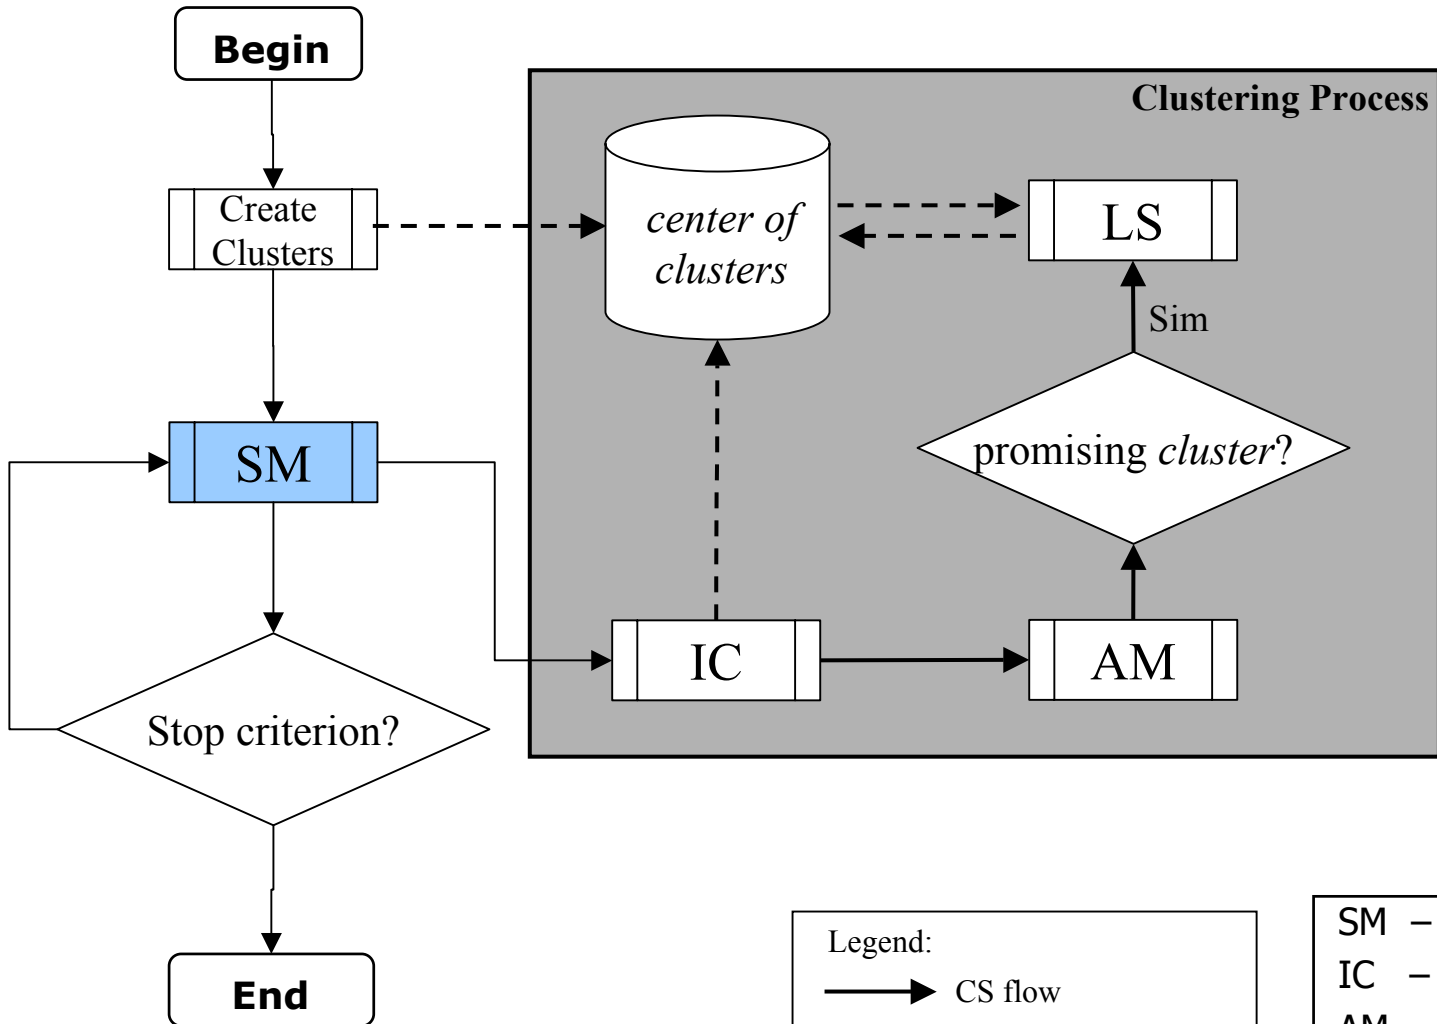 Begin
Clustering Process
Create
Clusters
center of
clusters
LS
Sim
SM
promising cluster?
IC
AM
Stop criterion?
End
Legend:
CS flow
SM –
IC –
AM